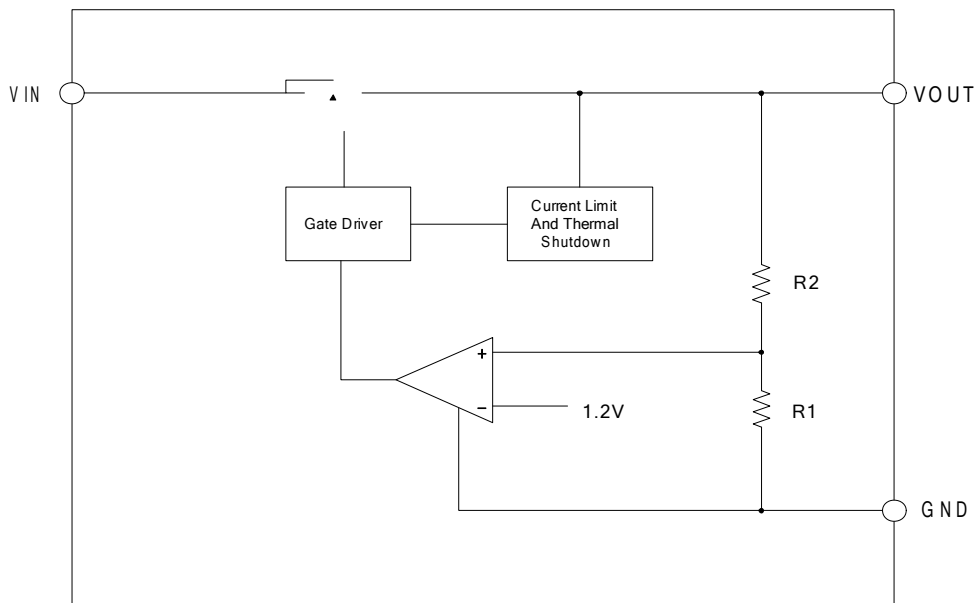 VIN
VOUT
Gate Driver
Current Limit
And Thermal
Shutdown
R2
+
−
1.2V
R1
GND